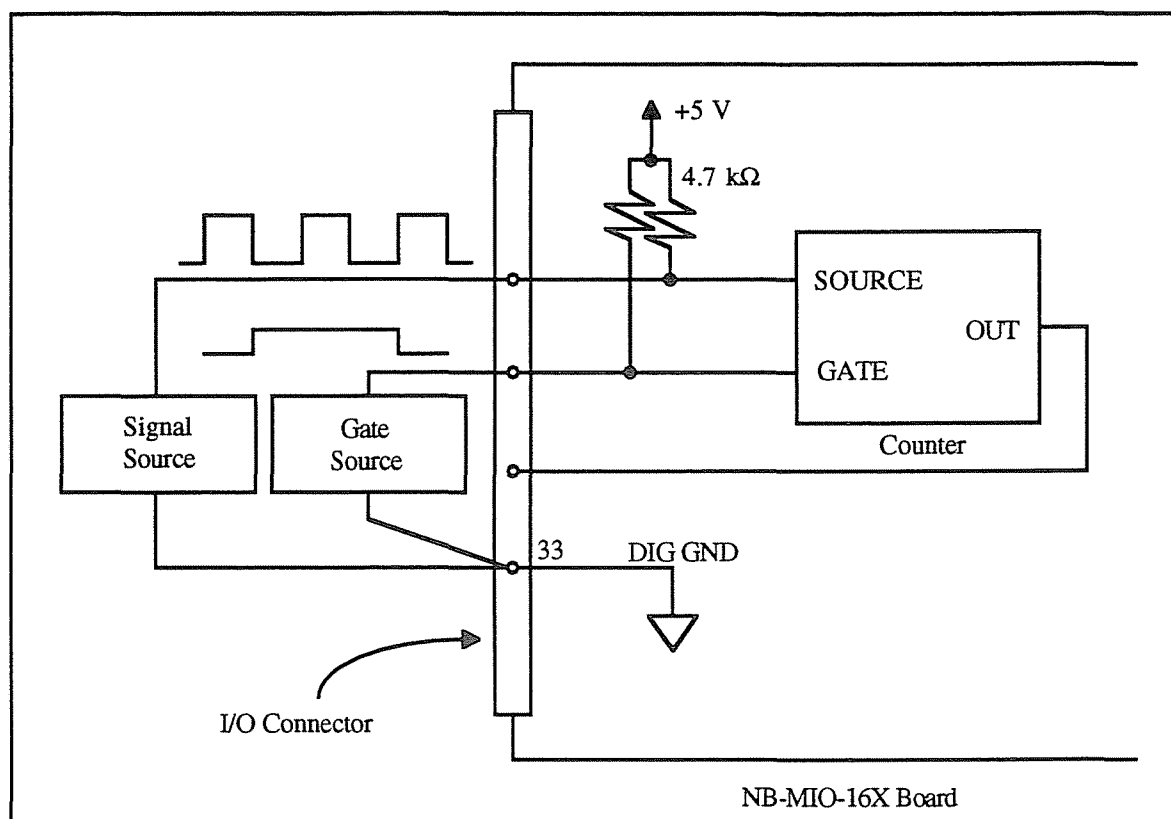 +5 V
4.7 kΩ
SOURCE
OUT
GATE
Counter
Signal
Source
Gate
Source
33
DIG GND
I/O Connector
NB-MIO-16X Board